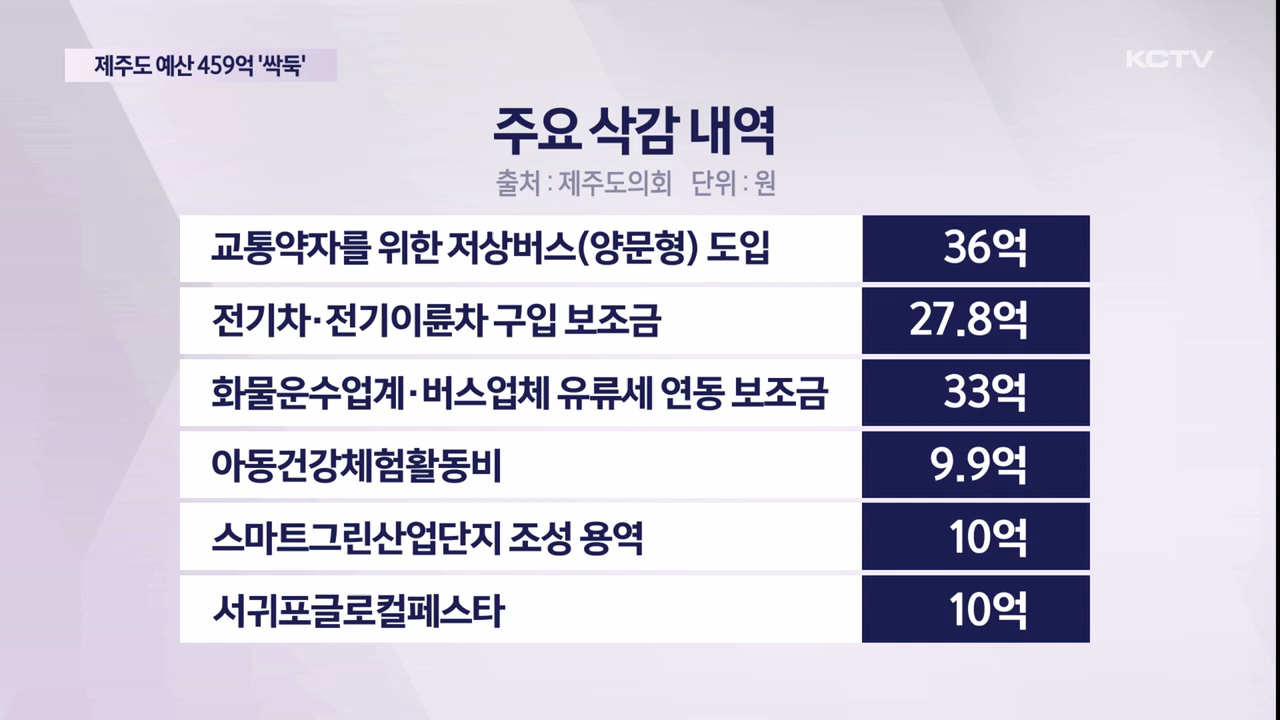 제주도 예산 459억 '싹둑'
KCTV
주요 삭감 내역
출처 : 제주도의회 단위 : 원
교통약자를 위한 저상버스(양문형) 도입 36억
전기차·전기이륜차 구입 보조금 27.8억
화물운수업계·버스업체 유류세 연동 보조금 33억
아동건강체험활동비 9.9억
스마트그린산업단지 조성 용역 10억
서귀포글로컬페스타 10억